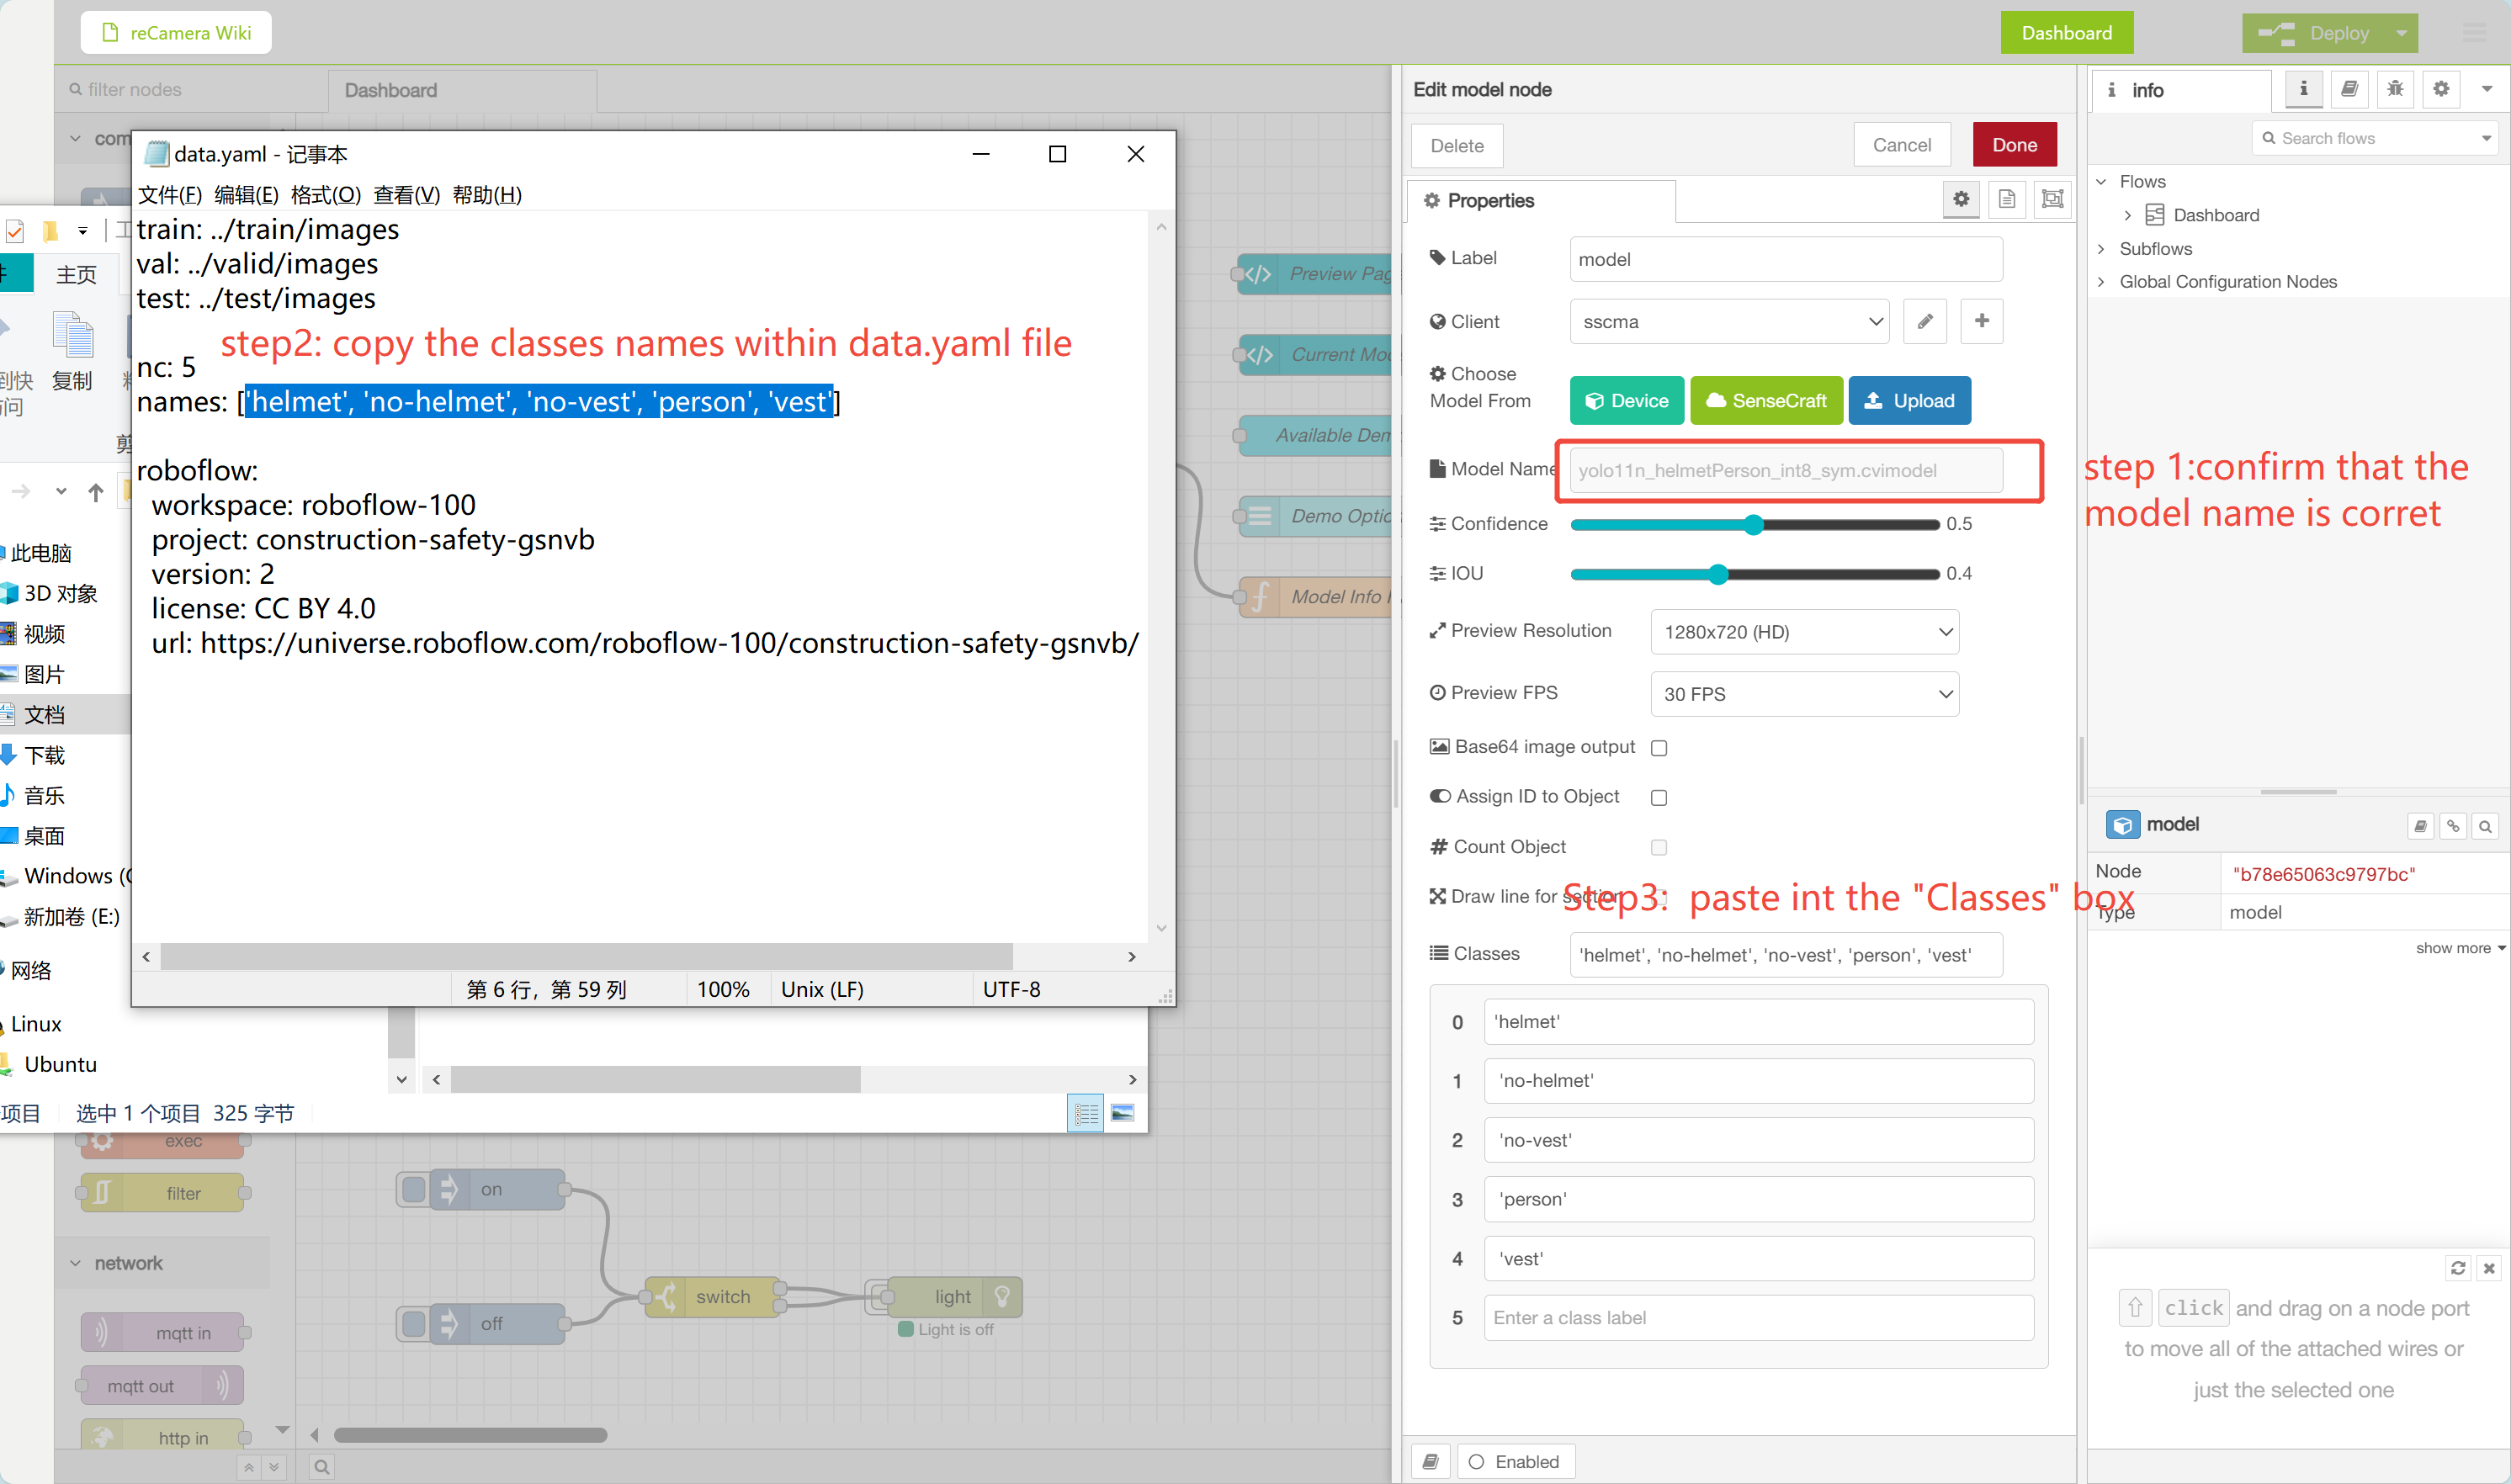 reCamera Wiki
Dashboard
Deploy
filter nodes
Dashboard
com
data.yaml - 记事本
文件(F) 编辑(E) 格式(O) 查看(V) 帮助(H)
train: ../train/images
val: ../valid/images
test: ../test/images
step2: copy the classes names within data.yaml file
nc: 5
names: ['helmet', 'no-helmet', 'no-vest', 'person', 'vest']
roboflow:
workspace: roboflow-100
project: construction-safety-gsnvb
version: 2
license: CC BY 4.0
url: https://universe.roboflow.com/roboflow-100/construction-safety-gsnvb/
第 6 行，第 59 列
100%
Unix (LF)
UTF-8
主页
复制
到快
问
剪
此电脑
3D 对象
视频
图片
文档
下载
音乐
桌面
Windows (C
新加卷 (E:)
网络
Linux
Ubuntu
项目
选中 1 个项目 325 字节
exec
filter
network
mqtt in
mqtt out
http in
on
off
switch
light
Light is off
Preview Pag
Current Mod
Available Dem
Demo Optio
Model Info
Edit model node
Delete
Cancel
Done
Properties
Label
model
Client
sscma
Choose
Model From
Device
SenseCraft
Upload
Model Name
yolo11n_helmetPerson_int8_sym.cvimodel
step 1:confirm that the
model name is corret
Confidence
0.5
IOU
0.4
Preview Resolution
1280x720 (HD)
Preview FPS
30 FPS
Base64 image output
Assign ID to Object
Count Object
Draw line for section
Step3: paste int the "Classes" box
Classes
'helmet', 'no-helmet', 'no-vest', 'person', 'vest'
0 'helmet'
1 'no-helmet'
2 'no-vest'
3 'person'
4 'vest'
5 Enter a class label
Enabled
info
Search flows
Flows
Dashboard
Subflows
Global Configuration Nodes
model
Node "b78e65063c9797bc"
Type model
show more
click and drag on a node port
to move all of the attached wires or
just the selected one